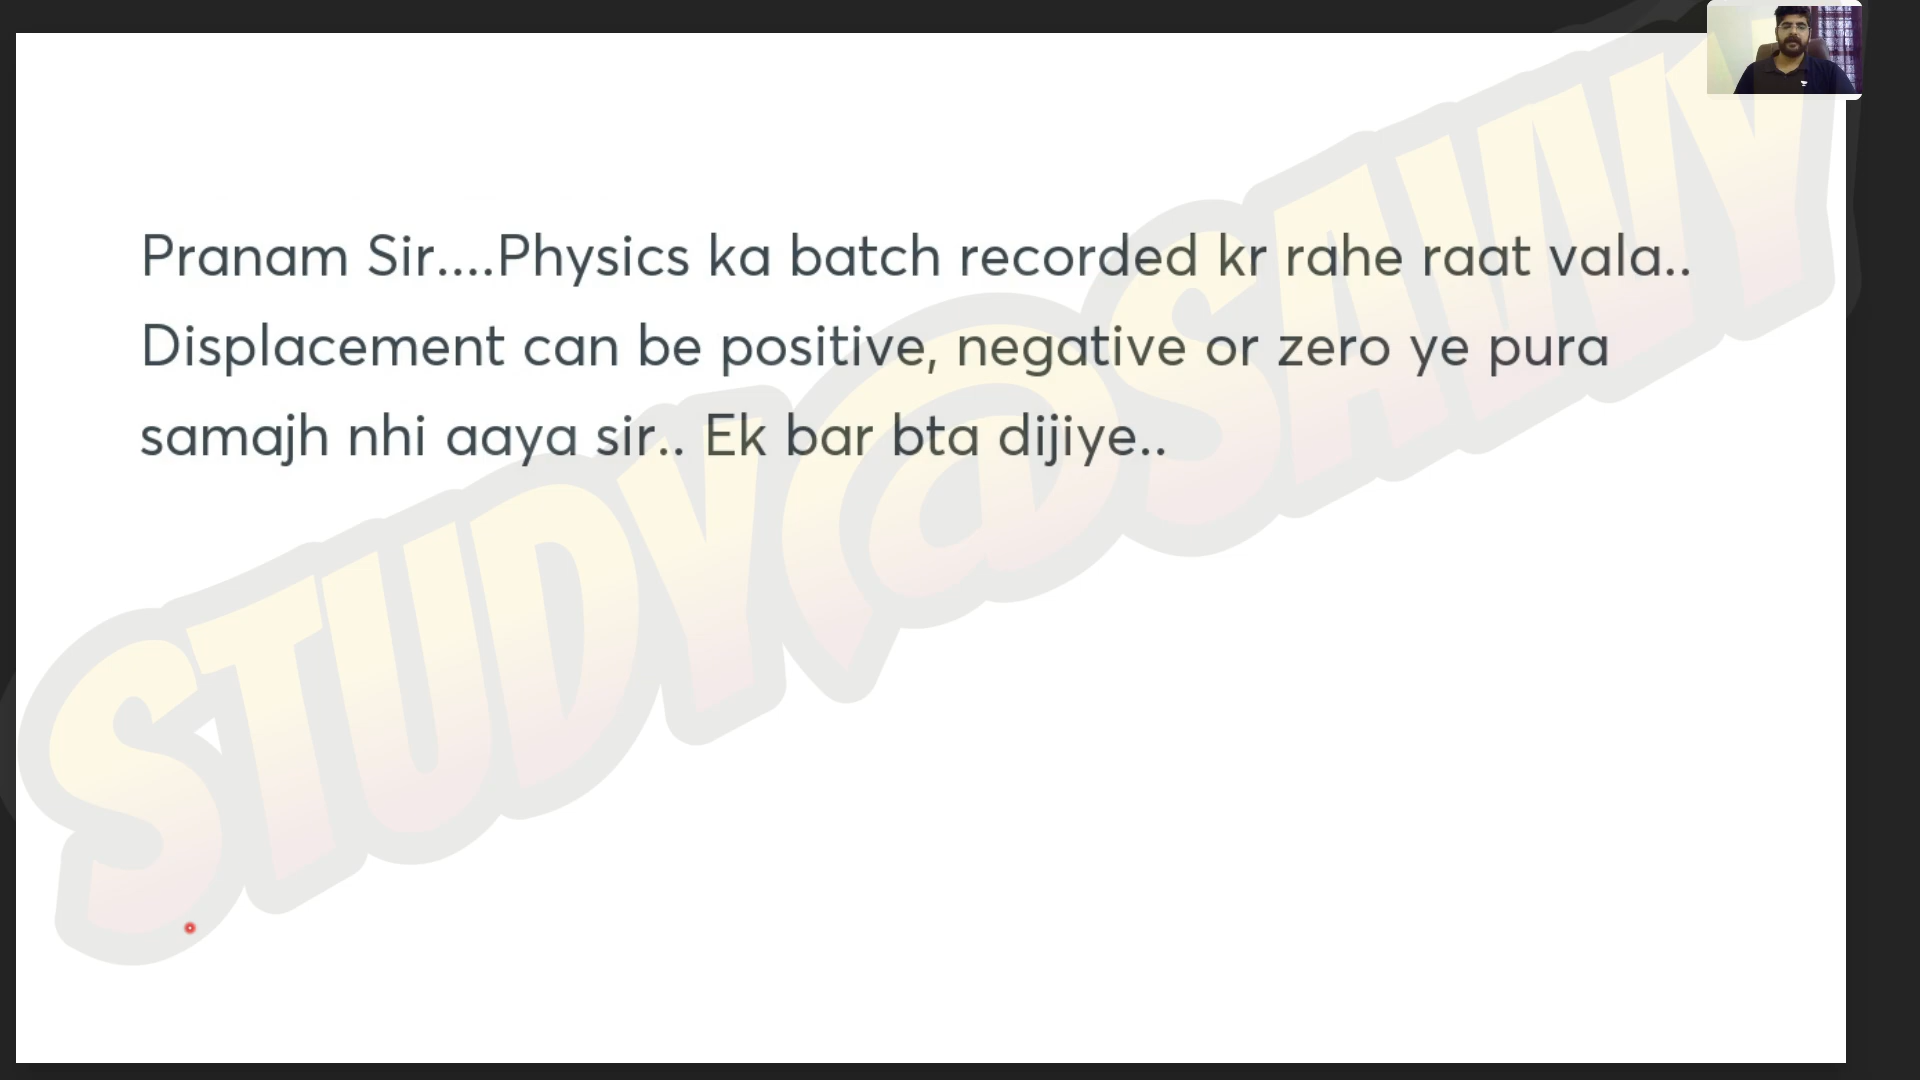 Pranam Sir....Physics ka batch recorded kr rahe raat vala..
Displacement can be positive, negative or zero ye pura
samajh nhi aaya sir.. Ek bar bta dijiye..
STUDY@SAVVY